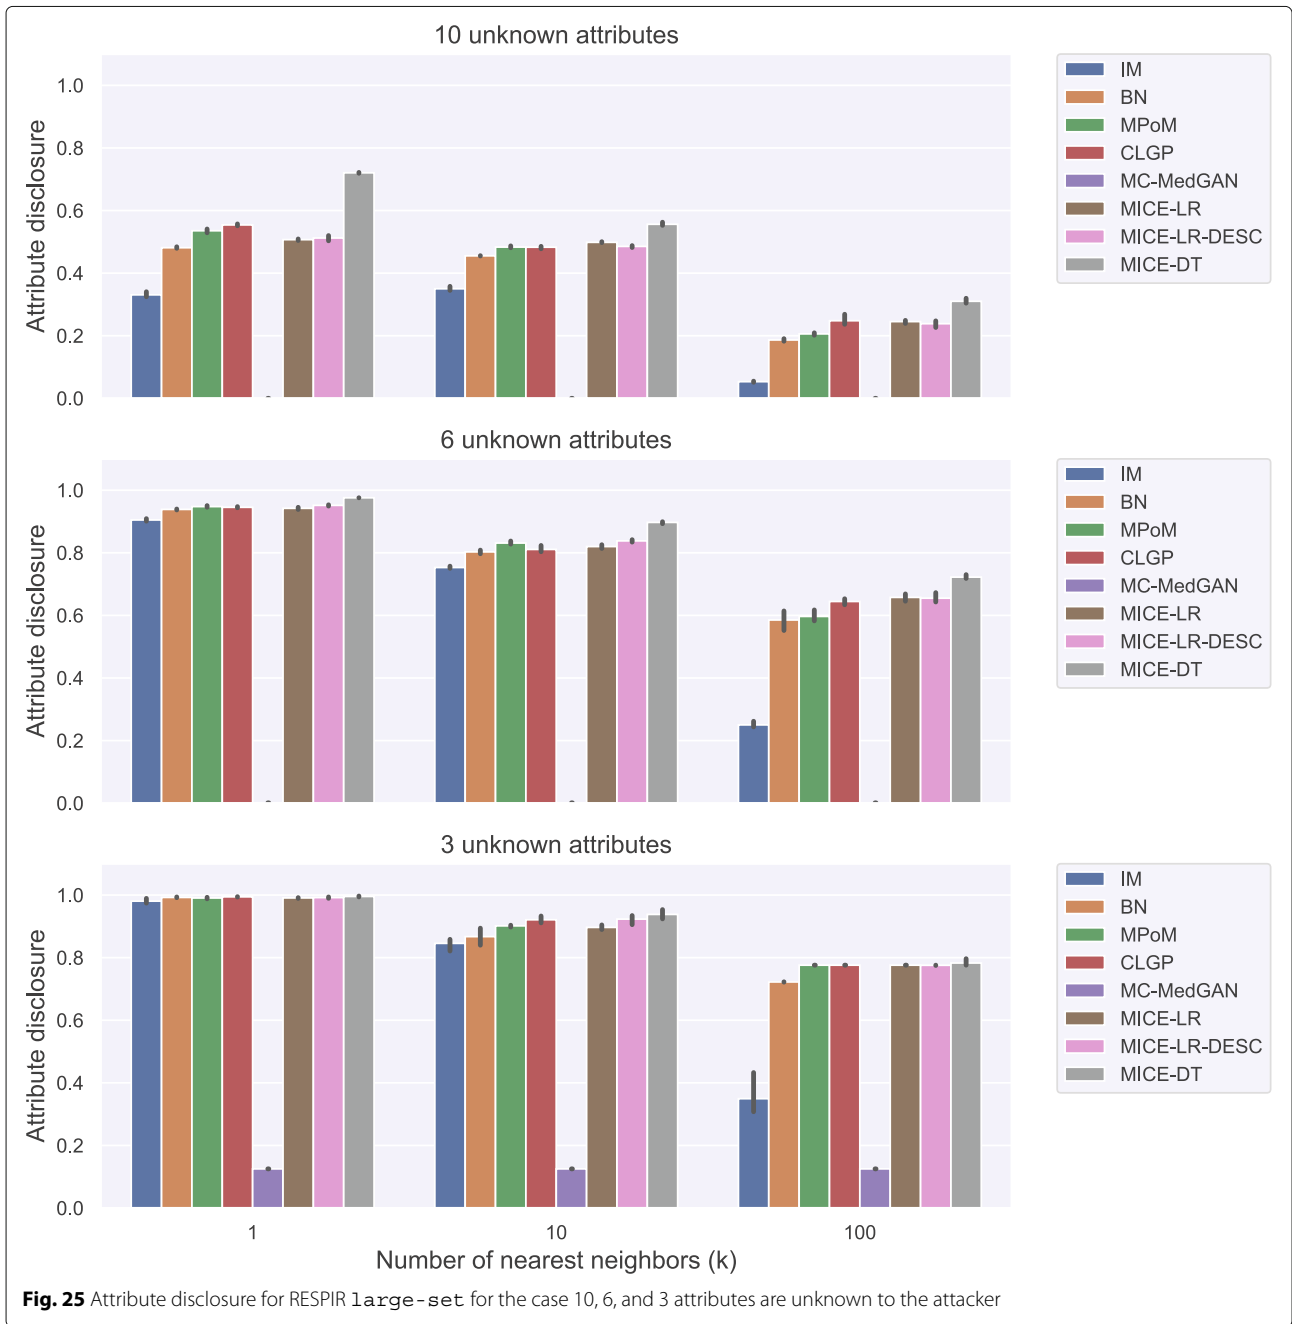 10 unknown attributes
Attribute disclosure
1.0
0.8
0.6
0.4
0.2
0.0
IM
BN
MPoM
CLGP
MC-MedGAN
MICE-LR
MICE-LR-DESC
MICE-DT
6 unknown attributes
Attribute disclosure
1.0
0.8
0.6
0.4
0.2
0.0
IM
BN
MPoM
CLGP
MC-MedGAN
MICE-LR
MICE-LR-DESC
MICE-DT
3 unknown attributes
Attribute disclosure
1.0
0.8
0.6
0.4
0.2
0.0
IM
BN
MPoM
CLGP
MC-MedGAN
MICE-LR
MICE-LR-DESC
MICE-DT
1 10 100
Number of nearest neighbors (k)
Fig. 25 Attribute disclosure for RESPIR large-set for the case 10, 6, and 3 attributes are unknown to the attacker